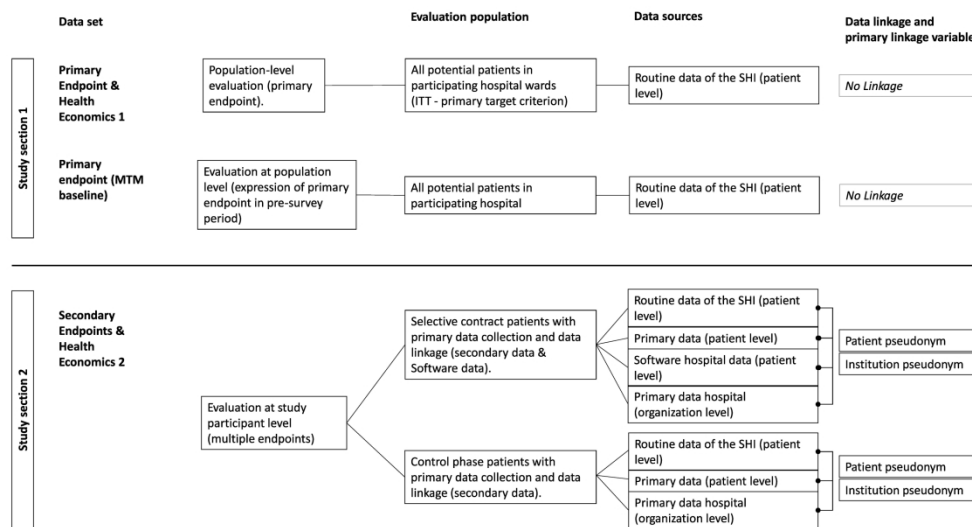 Data set
Evaluation population
Data sources
Data linkage and
primary linkage variable
Study section 1
Primary
Endpoint &
Health
Economics 1
Population-level
evaluation (primary
endpoint).
All potential patients in
participating hospital wards
(ITT - primary target criterion)
Routine data of the SHI (patient
level)
No Linkage
Primary
endpoint (MTM
baseline)
Evaluation at population
level (expression of primary
endpoint in pre-survey
period)
All potential patients in
participating hospital
Routine data of the SHI (patient
level)
No Linkage
Study section 2
Secondary
Endpoints &
Health
Economics 2
Evaluation at study
participant level
(multiple endpoints)
Selective contract patients with
primary data collection and data
linkage (secondary data &
Software data).
Routine data of the SHI (patient
level)
Primary data (patient level)
Software hospital data (patient
level)
Primary data hospital
(organization level)
Patient pseudonym
Institution pseudonym
Control phase patients with
primary data collection and data
linkage (secondary data).
Routine data of the SHI (patient
level)
Primary data (patient level)
Primary data hospital
(organization level)
Patient pseudonym
Institution pseudonym